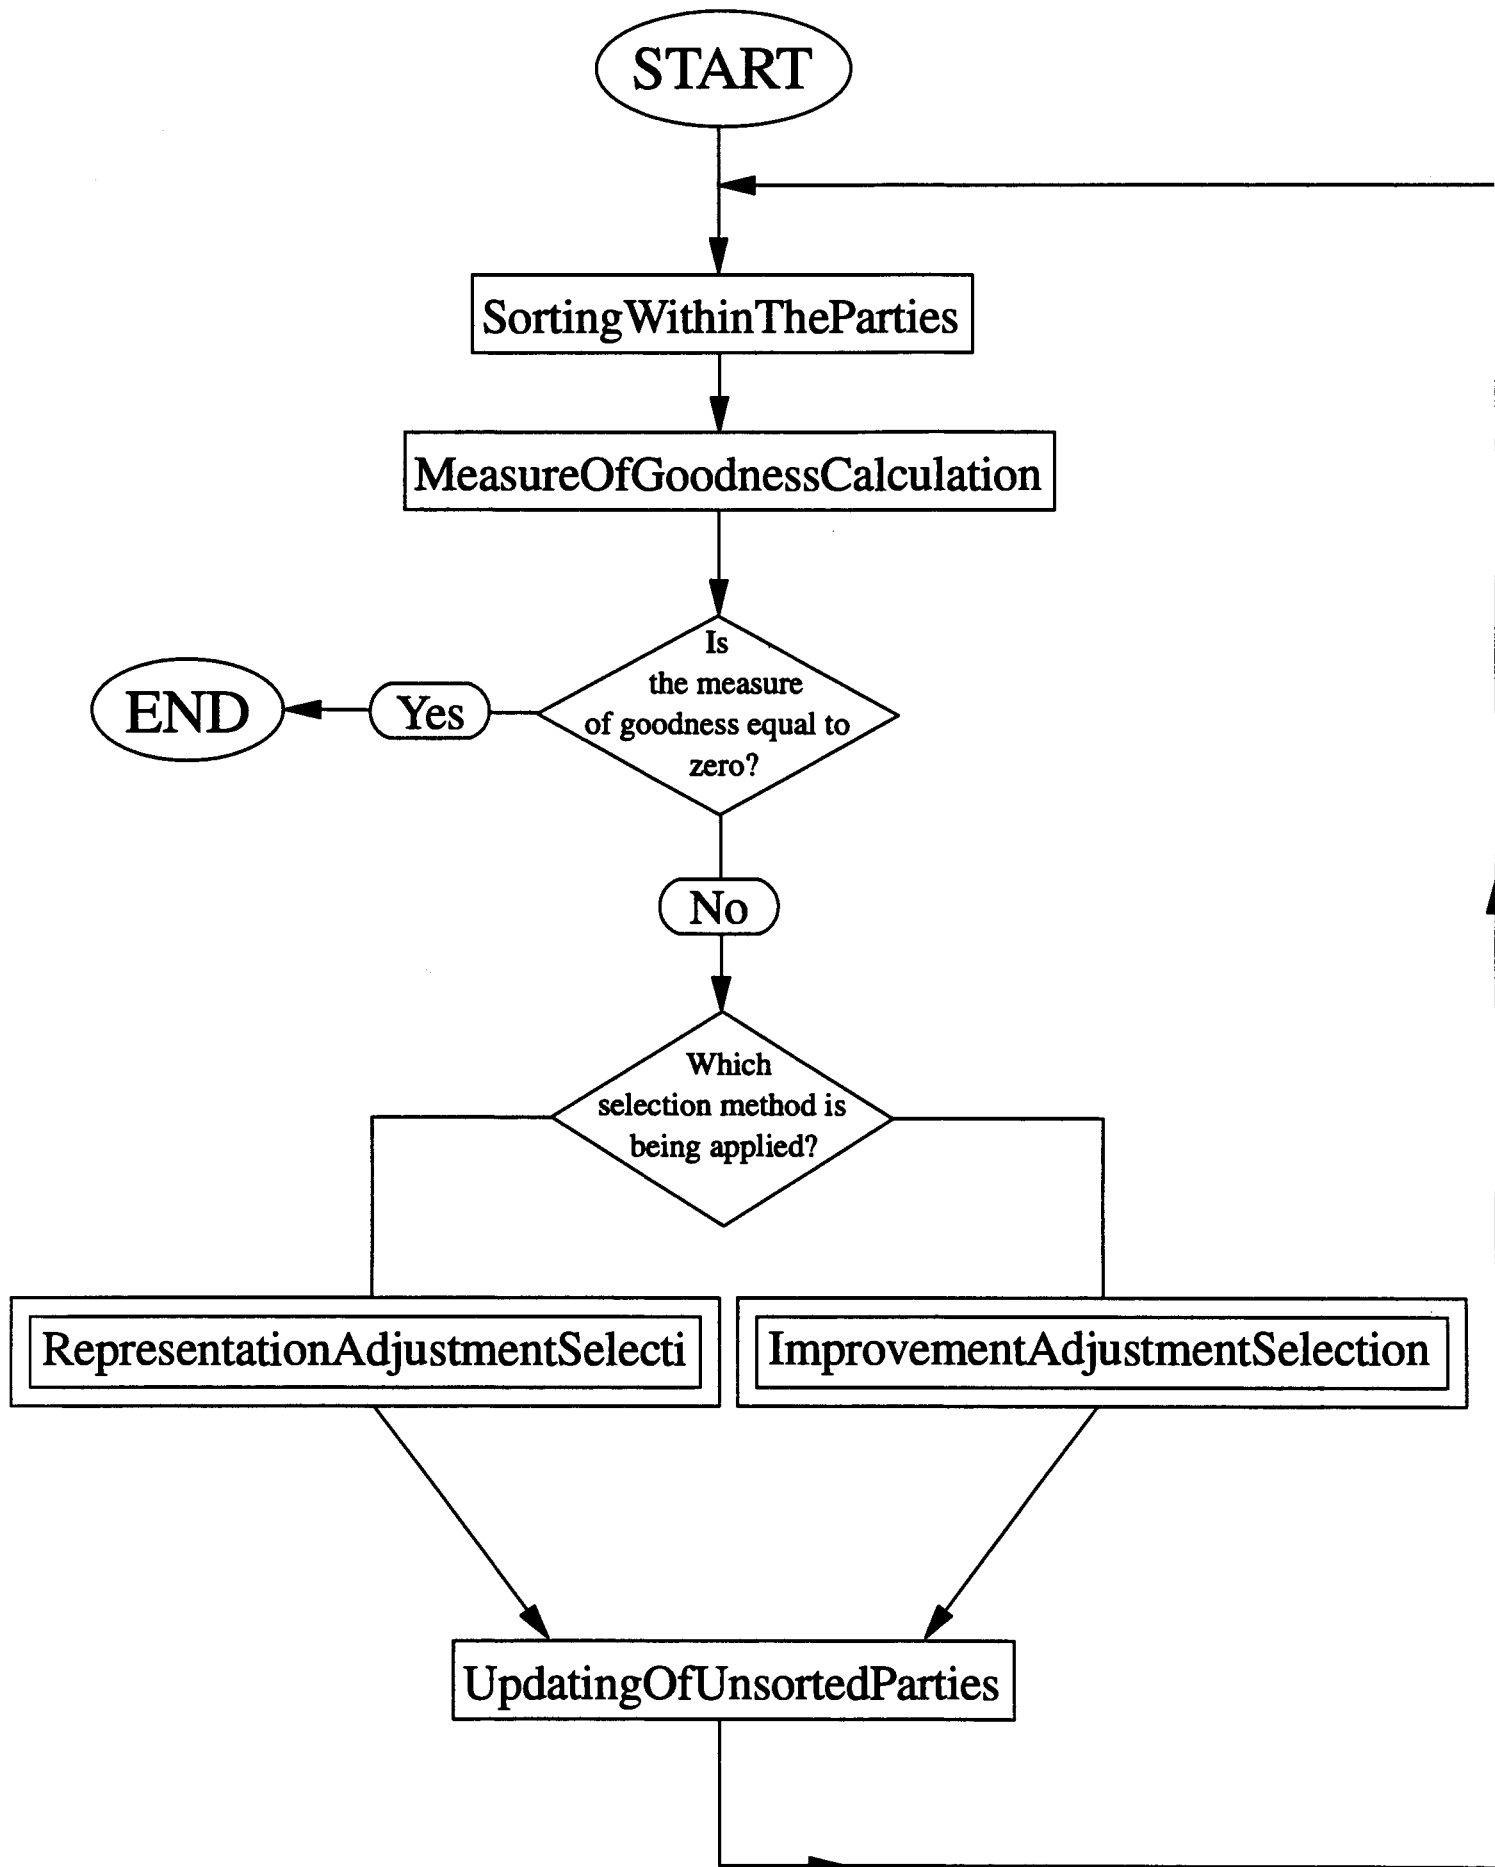 START
SortingWithinTheParties
MeasureOfGoodnessCalculation
Is
the measure
of goodness equal to
zero?
END
Yes
No
Which
selection method is
being applied?
RepresentationAdjustmentSelecti
ImprovementAdjustmentSelection
UpdatingOfUnsortedParties